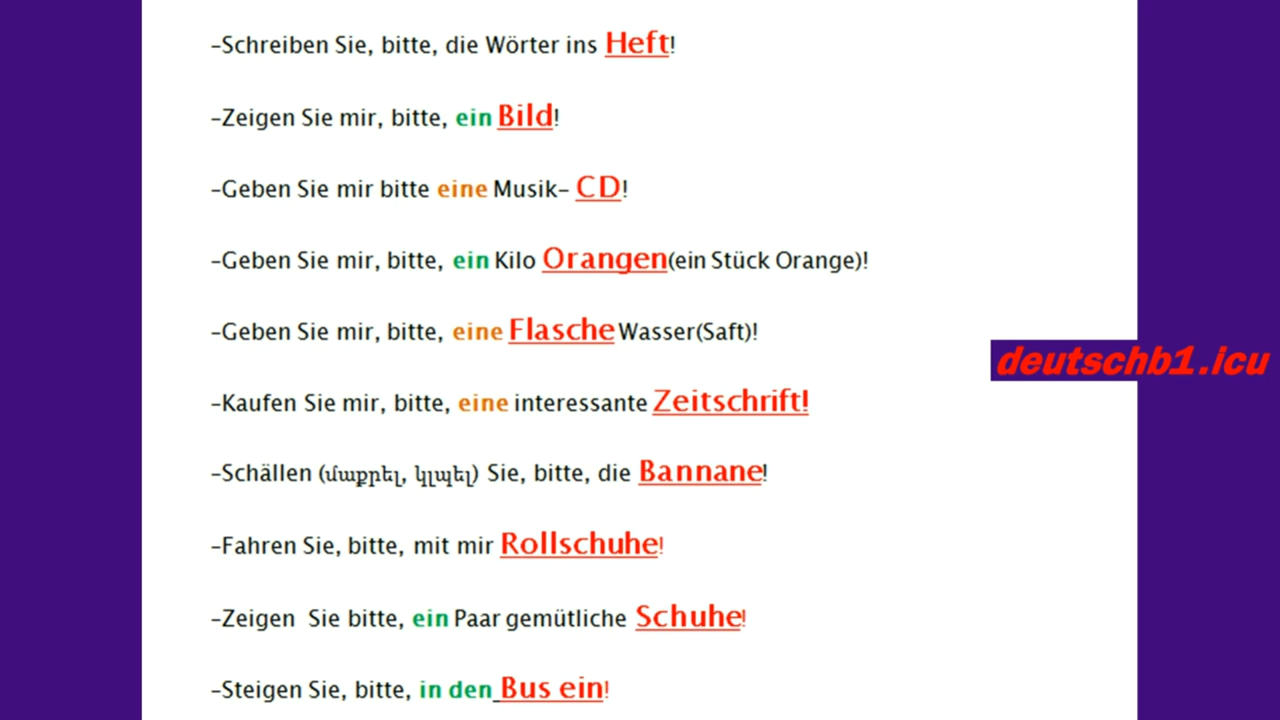 –Schreiben Sie, bitte, die Wörter ins Heft!
–Zeigen Sie mir, bitte, ein Bild!
–Geben Sie mir bitte eine Musik– CD!
–Geben Sie mir, bitte, ein Kilo Orangen(ein Stück Orange)!
–Geben Sie mir, bitte, eine Flasche Wasser(Saft)!
deutschb1.icu
–Kaufen Sie mir, bitte, eine interessante Zeitschrift!
–Schällen (մաքրել, կլպել) Sie, bitte, die Bannane!
–Fahren Sie, bitte, mit mir Rollschuhe!
–Zeigen Sie bitte, ein Paar gemütliche Schuhe!
–Steigen Sie, bitte, in den Bus ein!